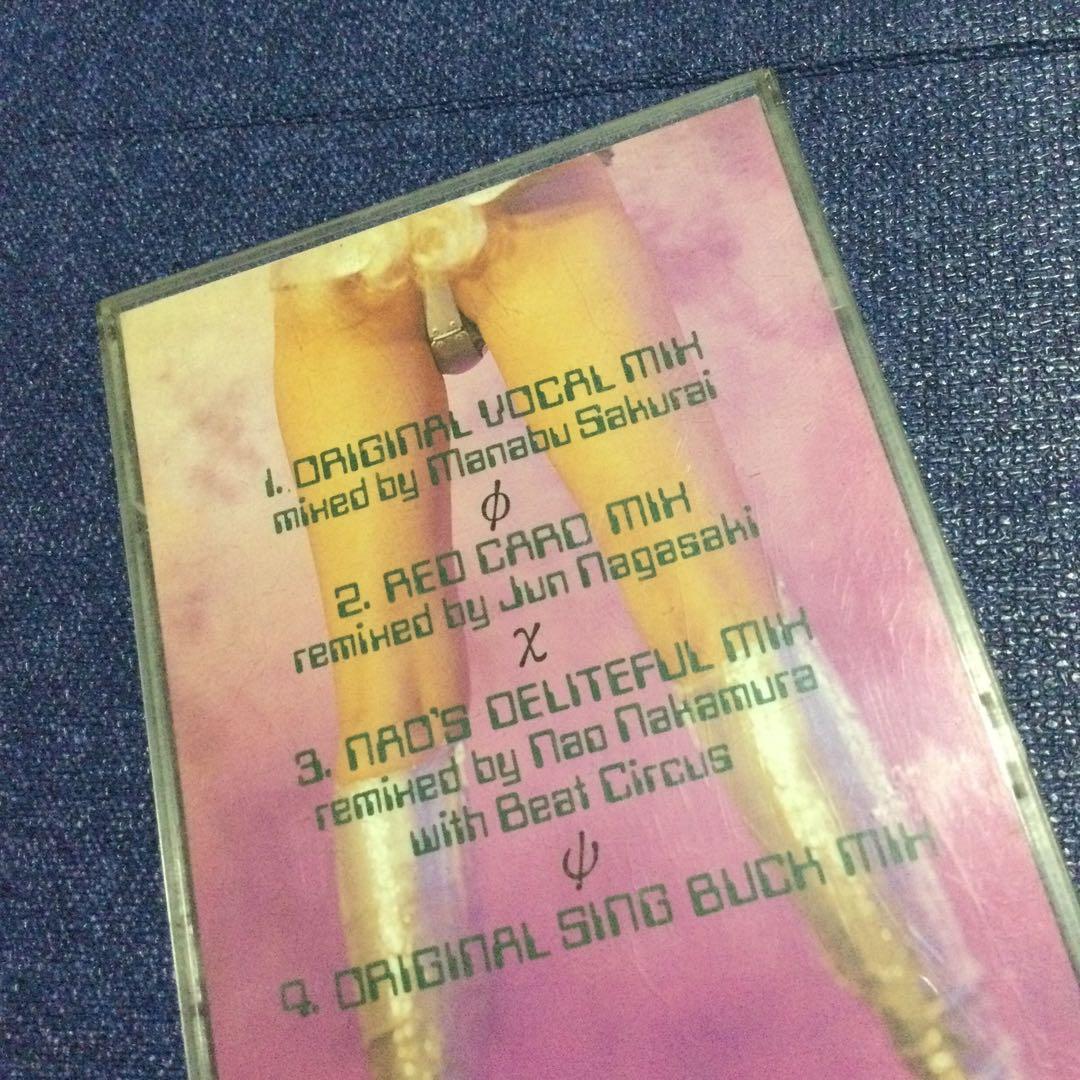 1. ORIGINAL VOCAL MIX
mixed by Manabu Sakurai
φ
2. RED CARD MIX
remixed by Jun Nagasaki
χ
3. NAO'S DELITEFUL MIX
remixed by Nao Nakamura
with Beat Circus
ψ
4. ORIGINAL SING BUCK MIX